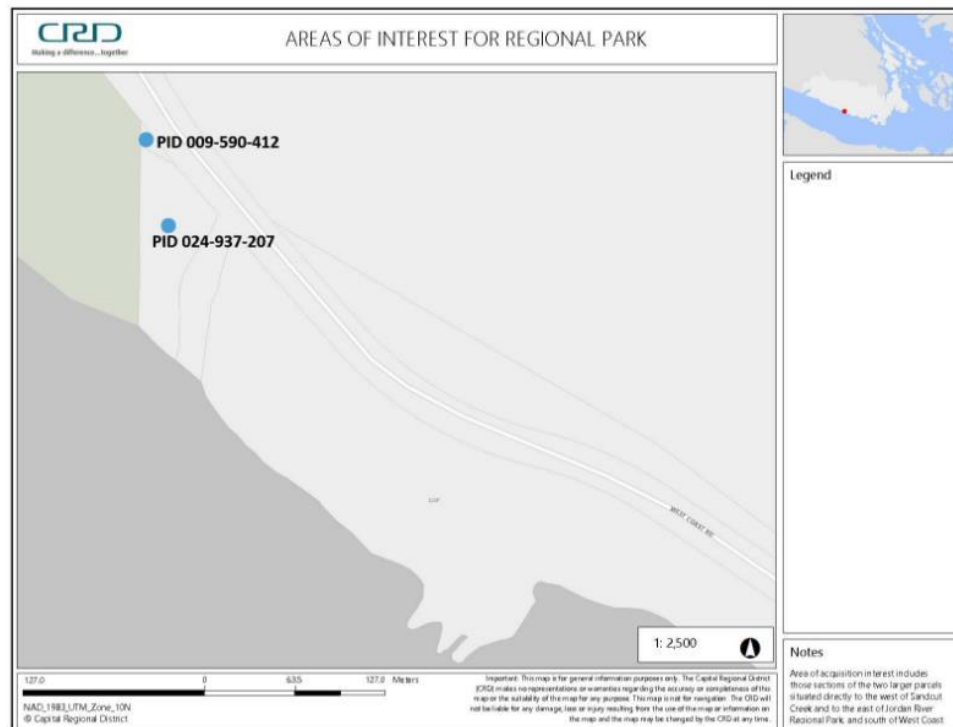 CRD
Making a difference...together
AREAS OF INTEREST FOR REGIONAL PARK
PID 009-590-412
PID 024-937-207
WEST COAST RD
1: 2,500
Legend
Notes
Area of acquisition interest includes
those sections of the two larger parcels
situated directly to the west of Sandcut
Creek and to the east of Jordan River
Regional Park, and south of West Coast
127.0 0 63.5 127.0 Meters
NAD_1983_UTM_Zone_10N
© Capital Regional District
Important: This map is for general information purposes only. The Capital Regional District
(CRD) makes no representations or warranties regarding the accuracy or completeness of this
map or the suitability of the map for any purpose. This map is not for navigation. The CRD will
not be liable for any damage, loss or injury resulting from the use of the map or information on
the map and the map may be changed by the CRD at any time.